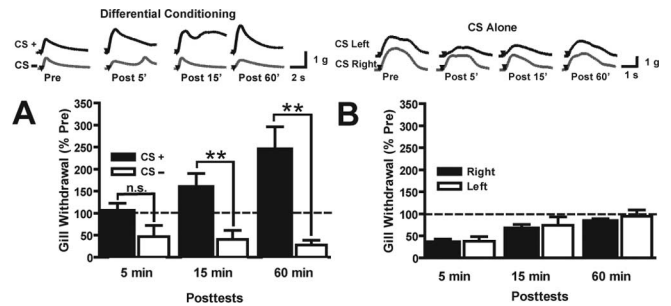 Differential Conditioning
CS +
CS -
Pre
Post 5'
Post 15'
Post 60'
1 g
2 s
CS Alone
CS Left
CS Right
Pre
Post 5'
Post 15'
Post 60'
1 g
1 s
A
Gill Withdrawal (% Pre)
350
300
250
200
150
100
50
0
CS +
CS -
n.s.
**
**
5 min
15 min
60 min
Posttests
B
Gill Withdrawal (% Pre)
350
300
250
200
150
100
50
0
Right
Left
5 min
15 min
60 min
Posttests